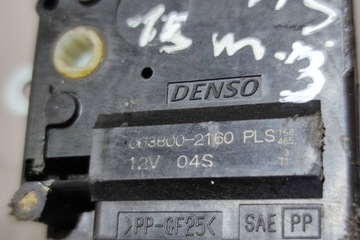 15 m.3
DENSO
063800-2160 PLS
12V 04S
>PP-GF25<
SAE PP